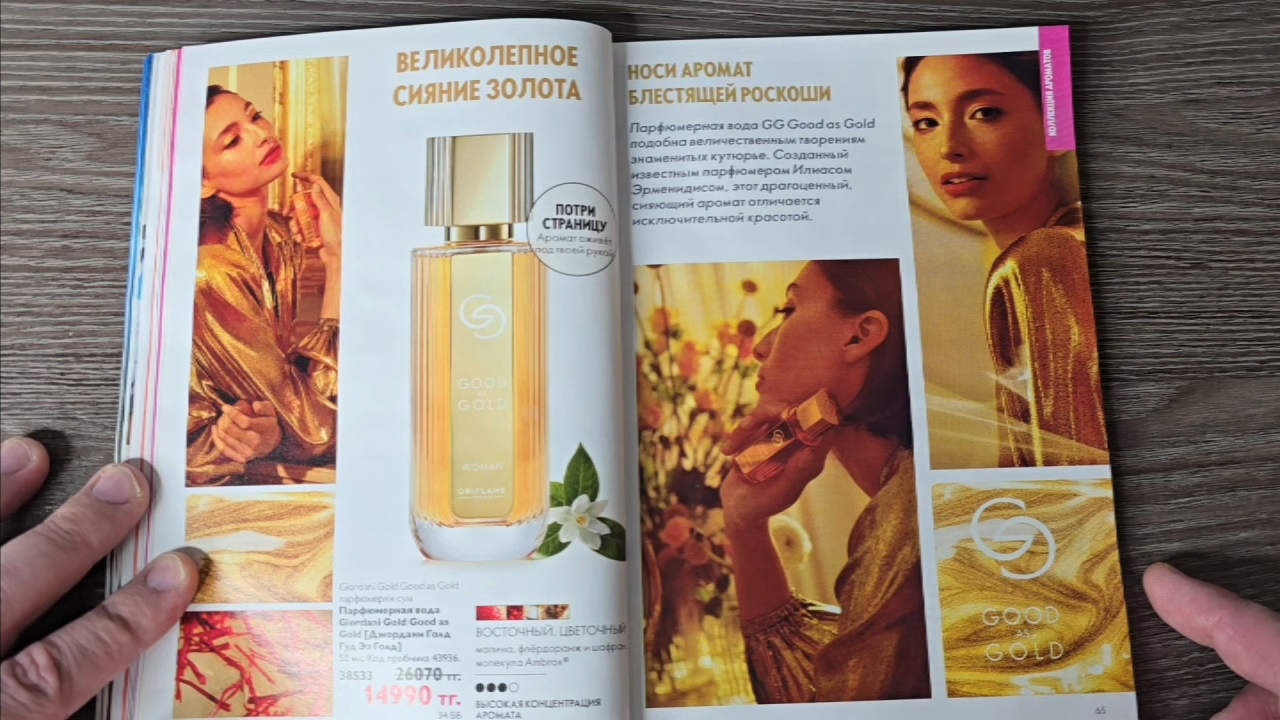 ВЕЛИКОЛЕПНОЕ
СИЯНИЕ ЗОЛОТА
ПОТРИ
СТРАНИЦУ
Аромат оживёт
под твоей рукой
GOOD
as
GOLD
WOMAN
ORIFLAME
Giordani Gold Good as Gold
парфюмерия суы
Парфюмерная вода
Giordani Gold Good as
Gold [Джордани Голд
Гуд Эз Голд]
50 мл. Код пробника 43936.
38533 26070 тг.
14990 тг.
34 ББ
ВОСТОЧНЫЙ, ЦВЕТОЧНЫЙ
малина, флёрдоранж и шафран,
молекула Ambrox®
ВЫСОКАЯ КОНЦЕНТРАЦИЯ
АРОМАТА
НОСИ АРОМАТ
БЛЕСТЯЩЕЙ РОСКОШИ
Парфюмерная вода GG Good as Gold
подобна величественным творениям
знаменитых кутюрье. Созданный
известным парфюмером Илиасом
Эрменидисом, этот драгоценный,
сияющий аромат отличается
исключительной красотой.
КОЛЛЕКЦИЯ АРОМАТОВ
GOOD
as
GOLD
65